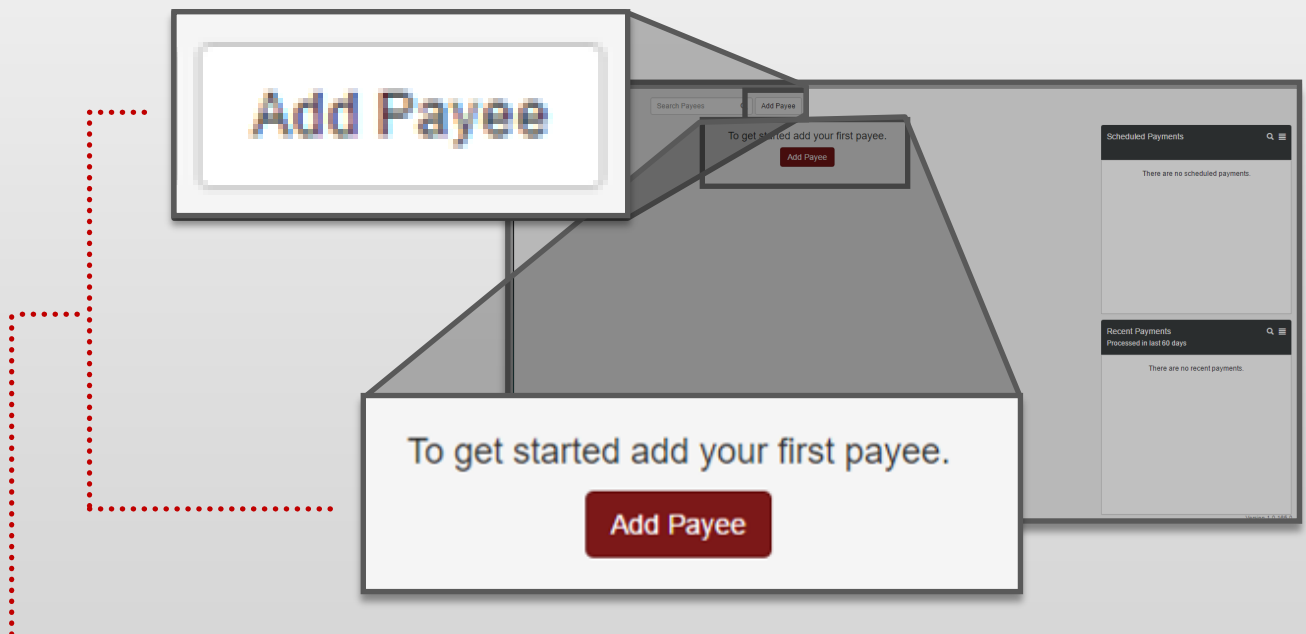 Add Payee
Search Payees
Add Payee
To get started add your first payee.
Add Payee
Scheduled Payments
There are no scheduled payments.
Recent Payments
Processed in last 60 days
There are no recent payments.
To get started add your first payee.
Add Payee